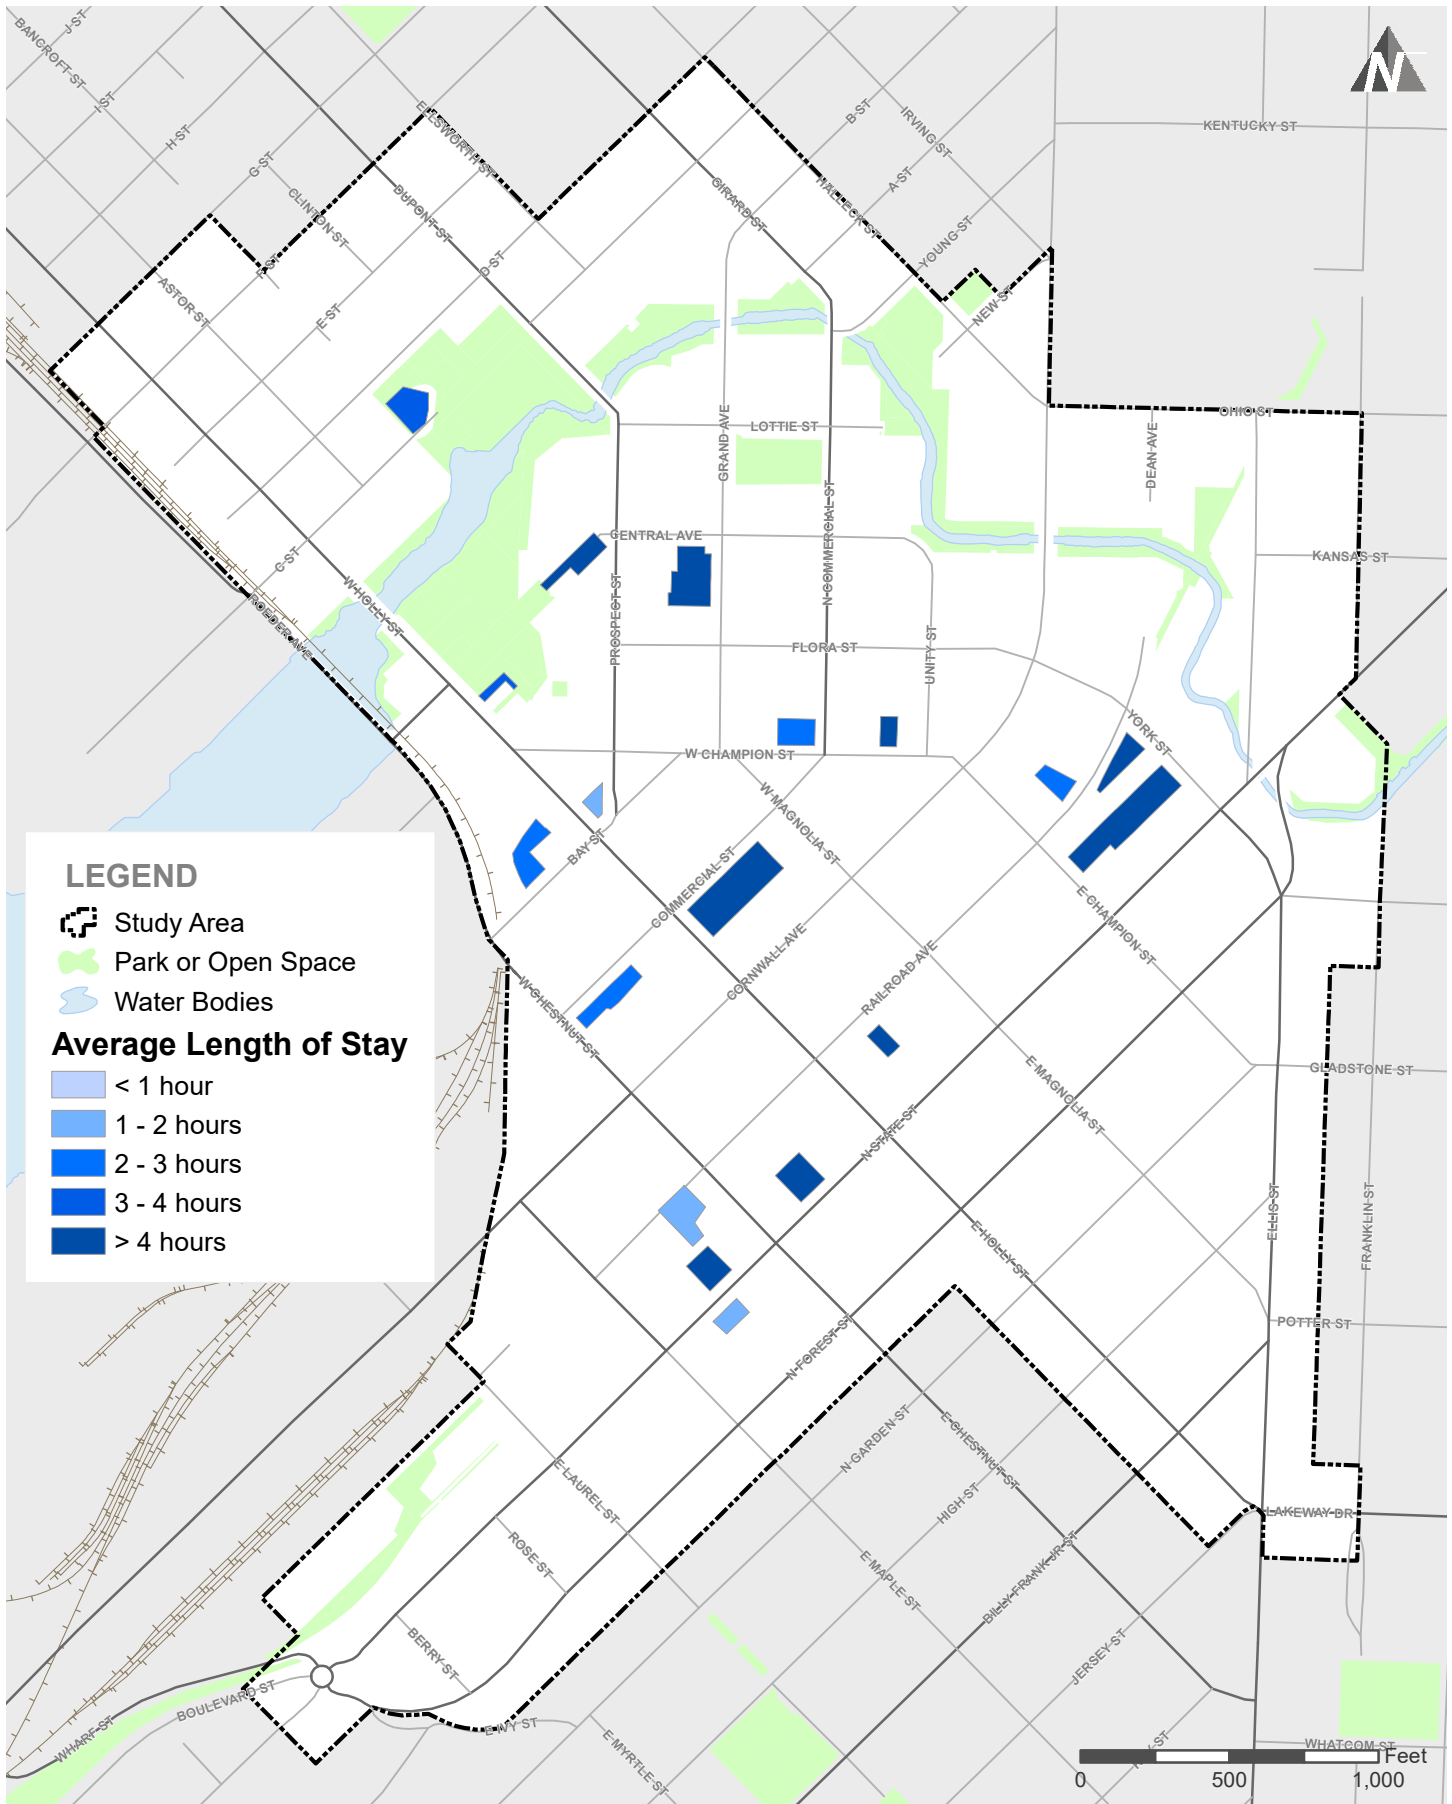 J ST
BANCROFT ST
I ST
H ST
G ST
ELLSWORTH ST
CLINTON ST
DUPONT ST
F ST
D ST
E ST
ASTOR ST
GIRARD ST
HALLECK ST
B ST
IRVING ST
A ST
YOUNG ST
NEW ST
N
KENTUCKY ST
OHIO ST
DEAN AVE
LOTTIE ST
GRAND AVE
N COMMERCIAL ST
CENTRAL AVE
PROSPECT ST
KANSAS ST
C ST
W HOLLY ST
ROEDER AVE
FLORA ST
UNITY ST
YORK ST
W CHAMPION ST
W MAGNOLIA ST
BAY ST
COMMERCIAL ST
CORNWALL AVE
RAILROAD AVE
E CHAMPION ST
W CHESTNUT ST
E MAGNOLIA ST
GLADSTONE ST
N STATE ST
ELLIS ST
FRANKLIN ST
E HOLLY ST
POTTER ST
N FOREST ST
N GARDEN ST
E CHESTNUT ST
HIGH ST
LAKEWAY DR
E LAUREL ST
ROSE ST
E MAPLE ST
BILLY FRANK JR ST
BERRY ST
JERSEY ST
BOULEVARD ST
WHARF ST
E IVY ST
E MYRTLE ST
WHATCOM ST
LEGEND
Study Area
Park or Open Space
Water Bodies
Average Length of Stay
< 1 hour
1 - 2 hours
2 - 3 hours
3 - 4 hours
> 4 hours
Feet
0 500 1,000